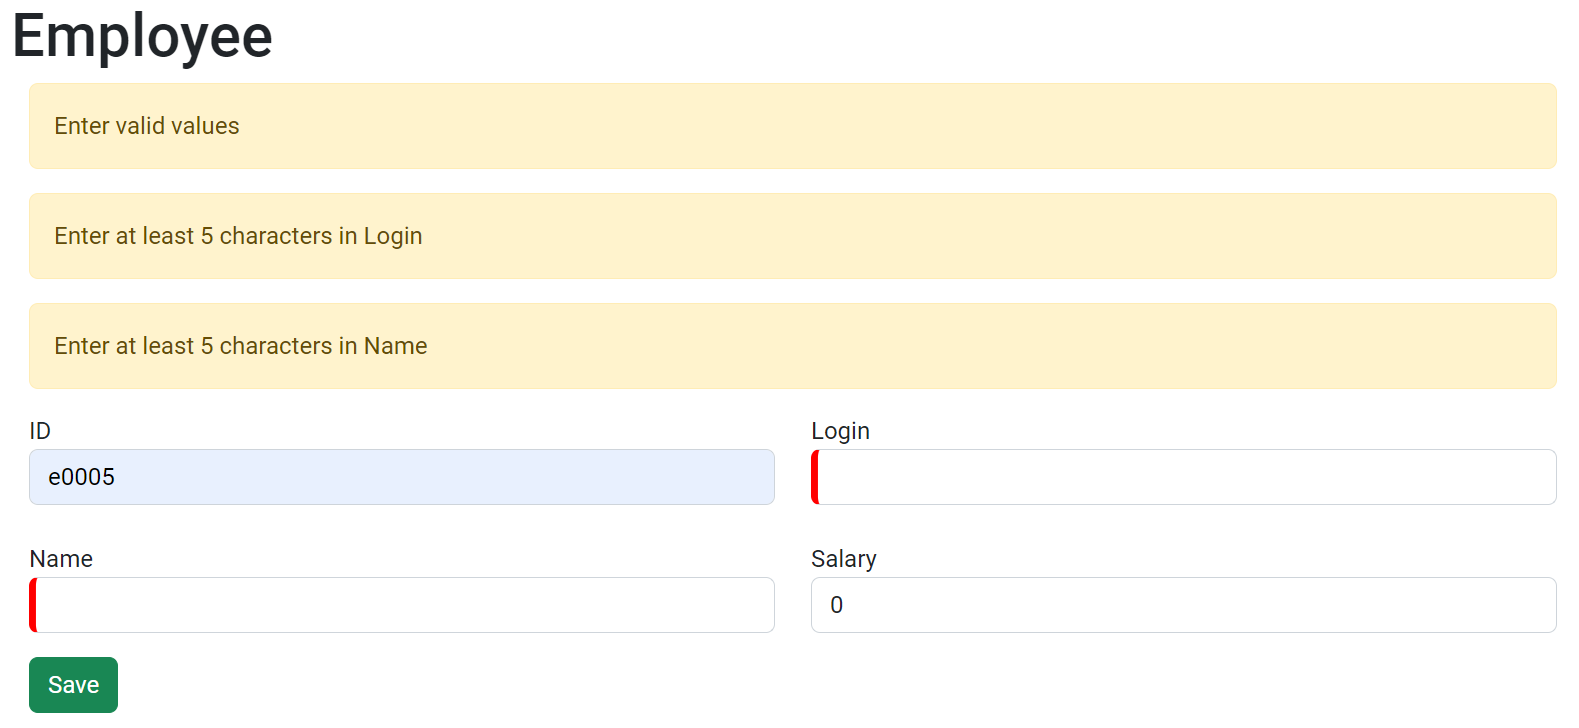 Employee
Enter valid values
Enter at least 5 characters in Login
Enter at least 5 characters in Name
ID
Login
e0005
Name
Salary
0
Save